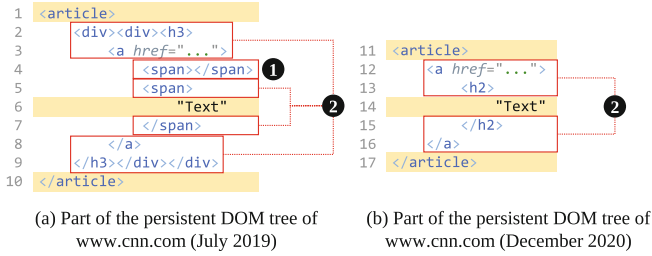 1 <article>
2 <div><div><h3>
3 <a href="...">
4 <span></span> 1
5 <span>
6 "Text" 2
7 </span>
8 </a>
9 </h3></div></div>
10 </article>
(a) Part of the persistent DOM tree of
www.cnn.com (July 2019)
11 <article>
12 <a href="...">
13 <h2>
14 "Text" 2
15 </h2>
16 </a>
17 </article>
(b) Part of the persistent DOM tree of
www.cnn.com (December 2020)